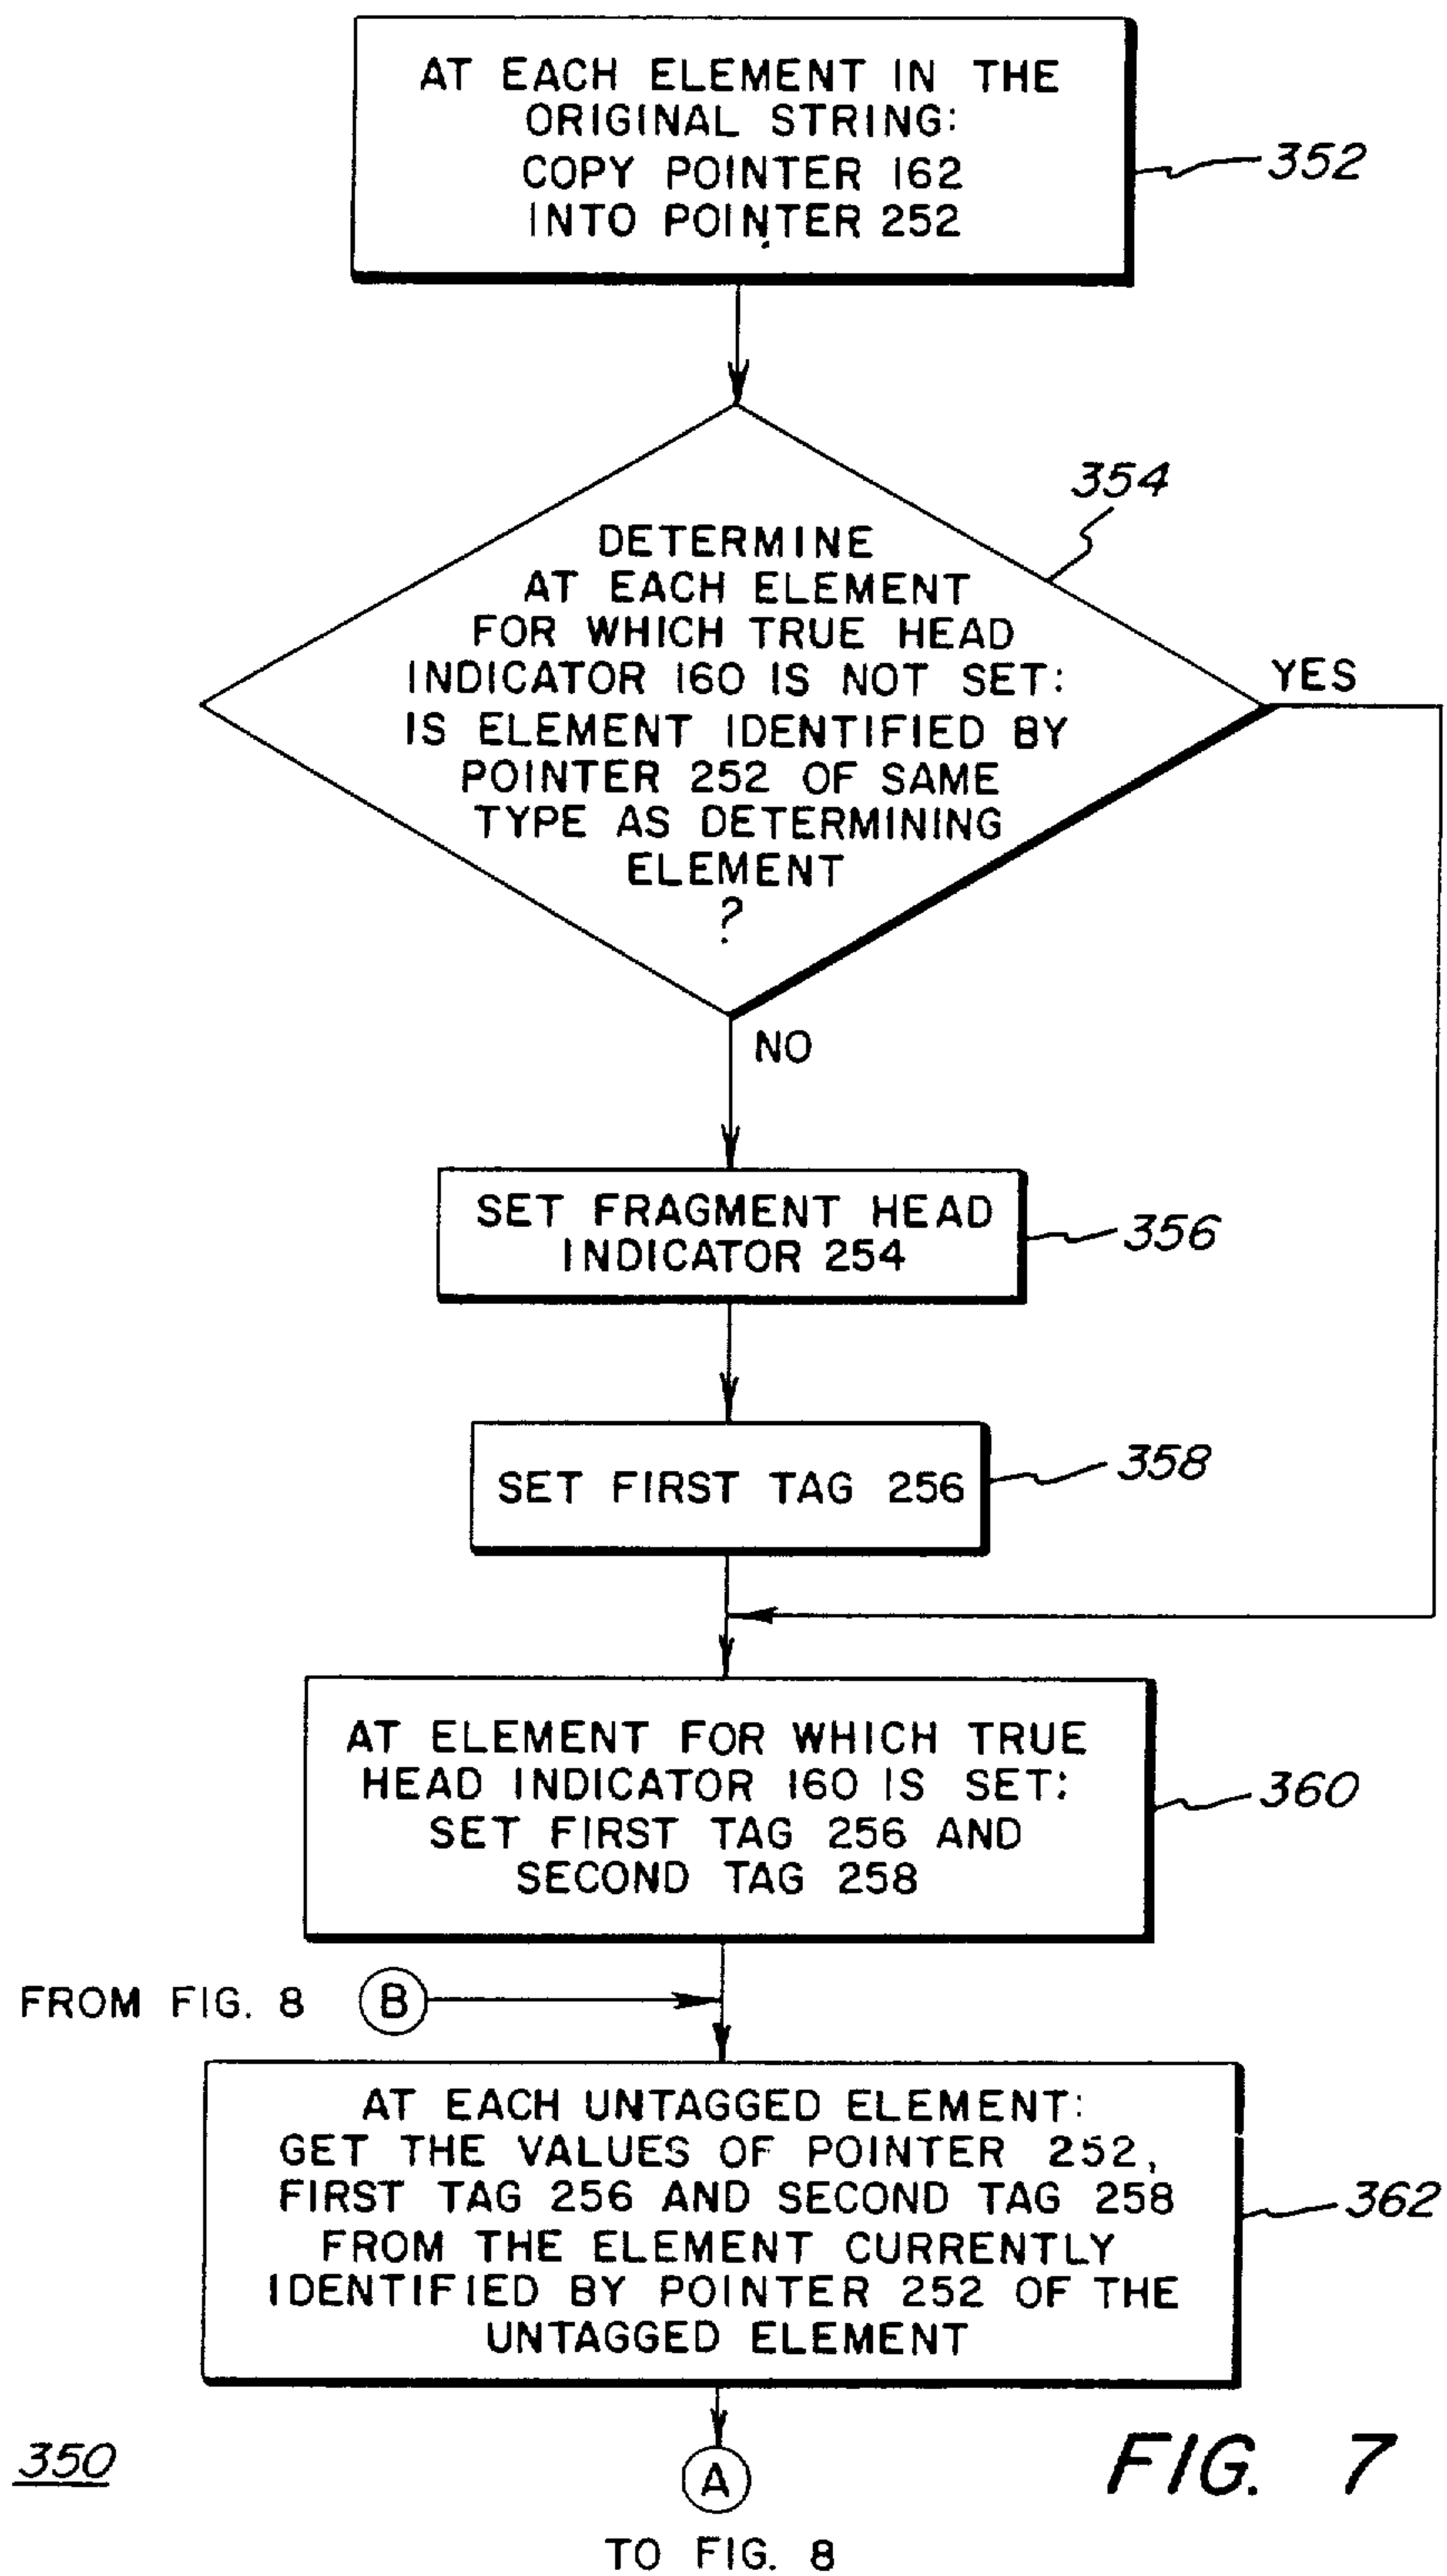 AT EACH ELEMENT IN THE
ORIGINAL STRING:
COPY POINTER 162
INTO POINTER 252
352
354
DETERMINE
AT EACH ELEMENT
FOR WHICH TRUE HEAD
INDICATOR 160 IS NOT SET:
IS ELEMENT IDENTIFIED BY
POINTER 252 OF SAME
TYPE AS DETERMINING
ELEMENT
?
YES
NO
SET FRAGMENT HEAD
INDICATOR 254
356
SET FIRST TAG 256
358
AT ELEMENT FOR WHICH TRUE
HEAD INDICATOR 160 IS SET:
SET FIRST TAG 256 AND
SECOND TAG 258
360
FROM FIG. 8 B
AT EACH UNTAGGED ELEMENT:
GET THE VALUES OF POINTER 252,
FIRST TAG 256 AND SECOND TAG 258
FROM THE ELEMENT CURRENTLY
IDENTIFIED BY POINTER 252 OF THE
UNTAGGED ELEMENT
362
350
A
TO FIG. 8
FIG. 7